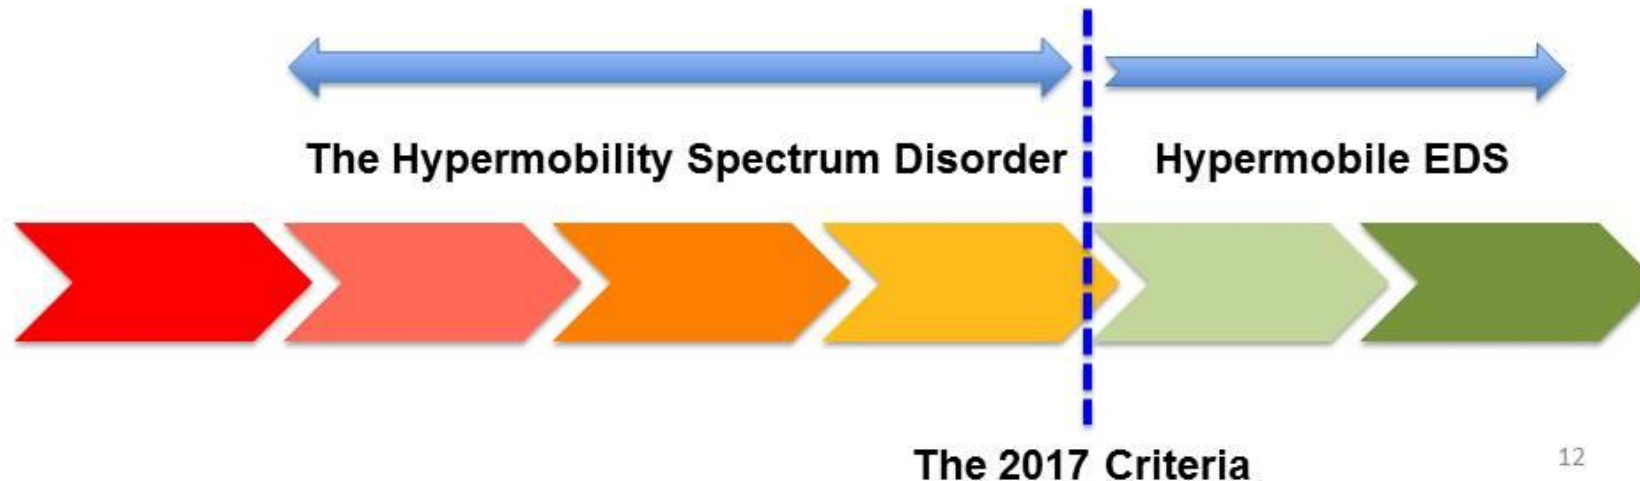 The Hypermobility Spectrum Disorder
Hypermobile EDS
The 2017 Criteria
12